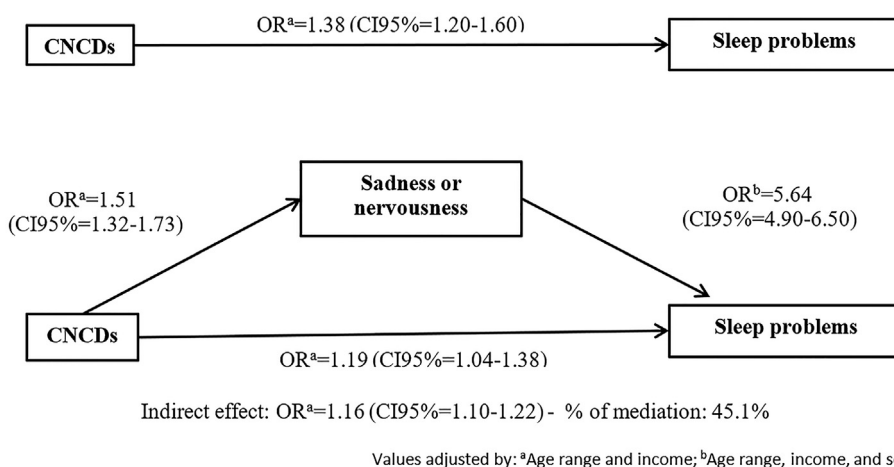 ORᵃ=1.38 (CI95%=1.20-1.60)
CNCDs
Sleep problems
Sadness or
nervousness
ORᵃ=1.51
(CI95%=1.32-1.73)
ORᵇ=5.64
(CI95%=4.90-6.50)
CNCDs
Sleep problems
ORᵃ=1.19 (CI95%=1.04-1.38)
Indirect effect: ORᵃ=1.16 (CI95%=1.10-1.22) - % of mediation: 45.1%
Values adjusted by: ᵃAge range and income; ᵇAge range, income, and